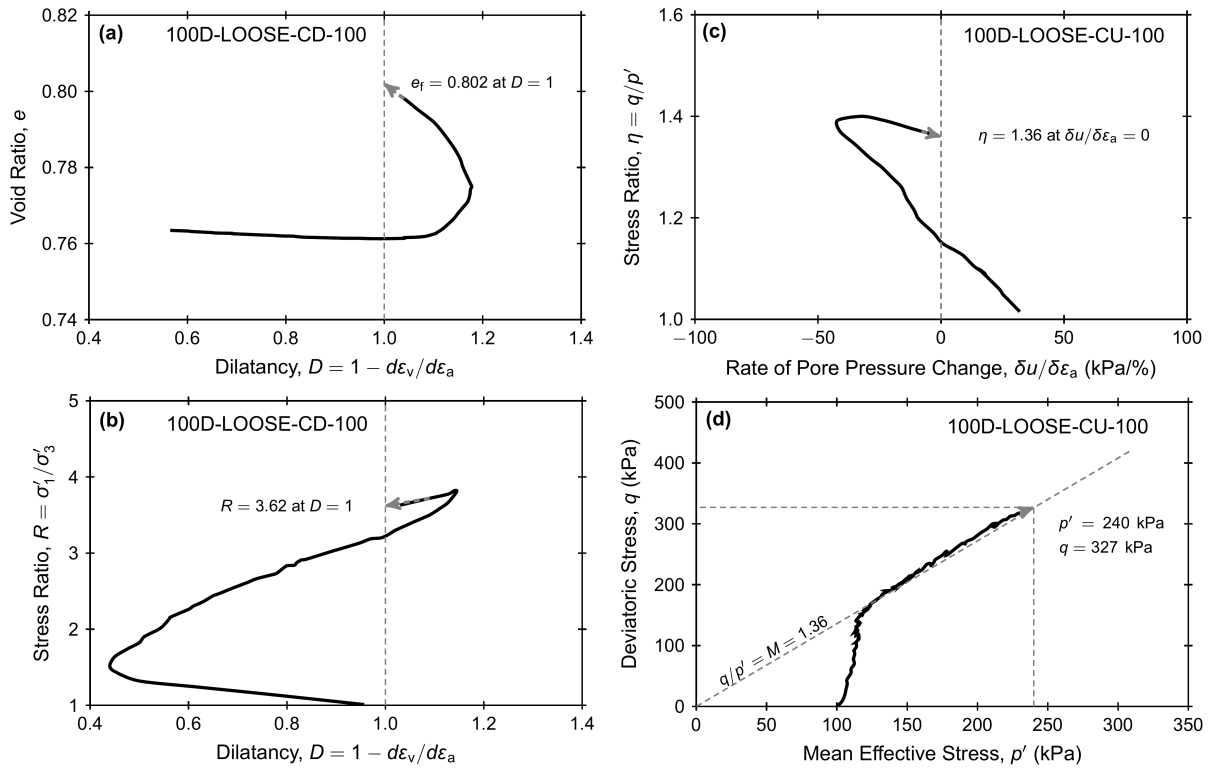 (a)
100D-LOOSE-CD-100
e_f = 0.802 at D = 1
0.82
0.80
0.78
0.76
0.74
Void Ratio, e
0.4
0.6
0.8
1.0
1.2
1.4
Dilatancy, D = 1 − dε_v/dε_a
(c)
100D-LOOSE-CU-100
η = 1.36 at δu/δε_a = 0
1.6
1.4
1.2
1.0
Stress Ratio, η = q/p′
−100
−50
0
50
100
Rate of Pore Pressure Change, δu/δε_a (kPa/%)
(b)
100D-LOOSE-CD-100
R = 3.62 at D = 1
5
4
3
2
1
Stress Ratio, R = σ′_1/σ′_3
0.4
0.6
0.8
1.0
1.2
1.4
Dilatancy, D = 1 − dε_v/dε_a
(d)
100D-LOOSE-CU-100
p′ = 240 kPa
q = 327 kPa
q/p′ = M = 1.36
500
400
300
200
100
0
Deviatoric Stress, q (kPa)
0
50
100
150
200
250
300
350
Mean Effective Stress, p′ (kPa)